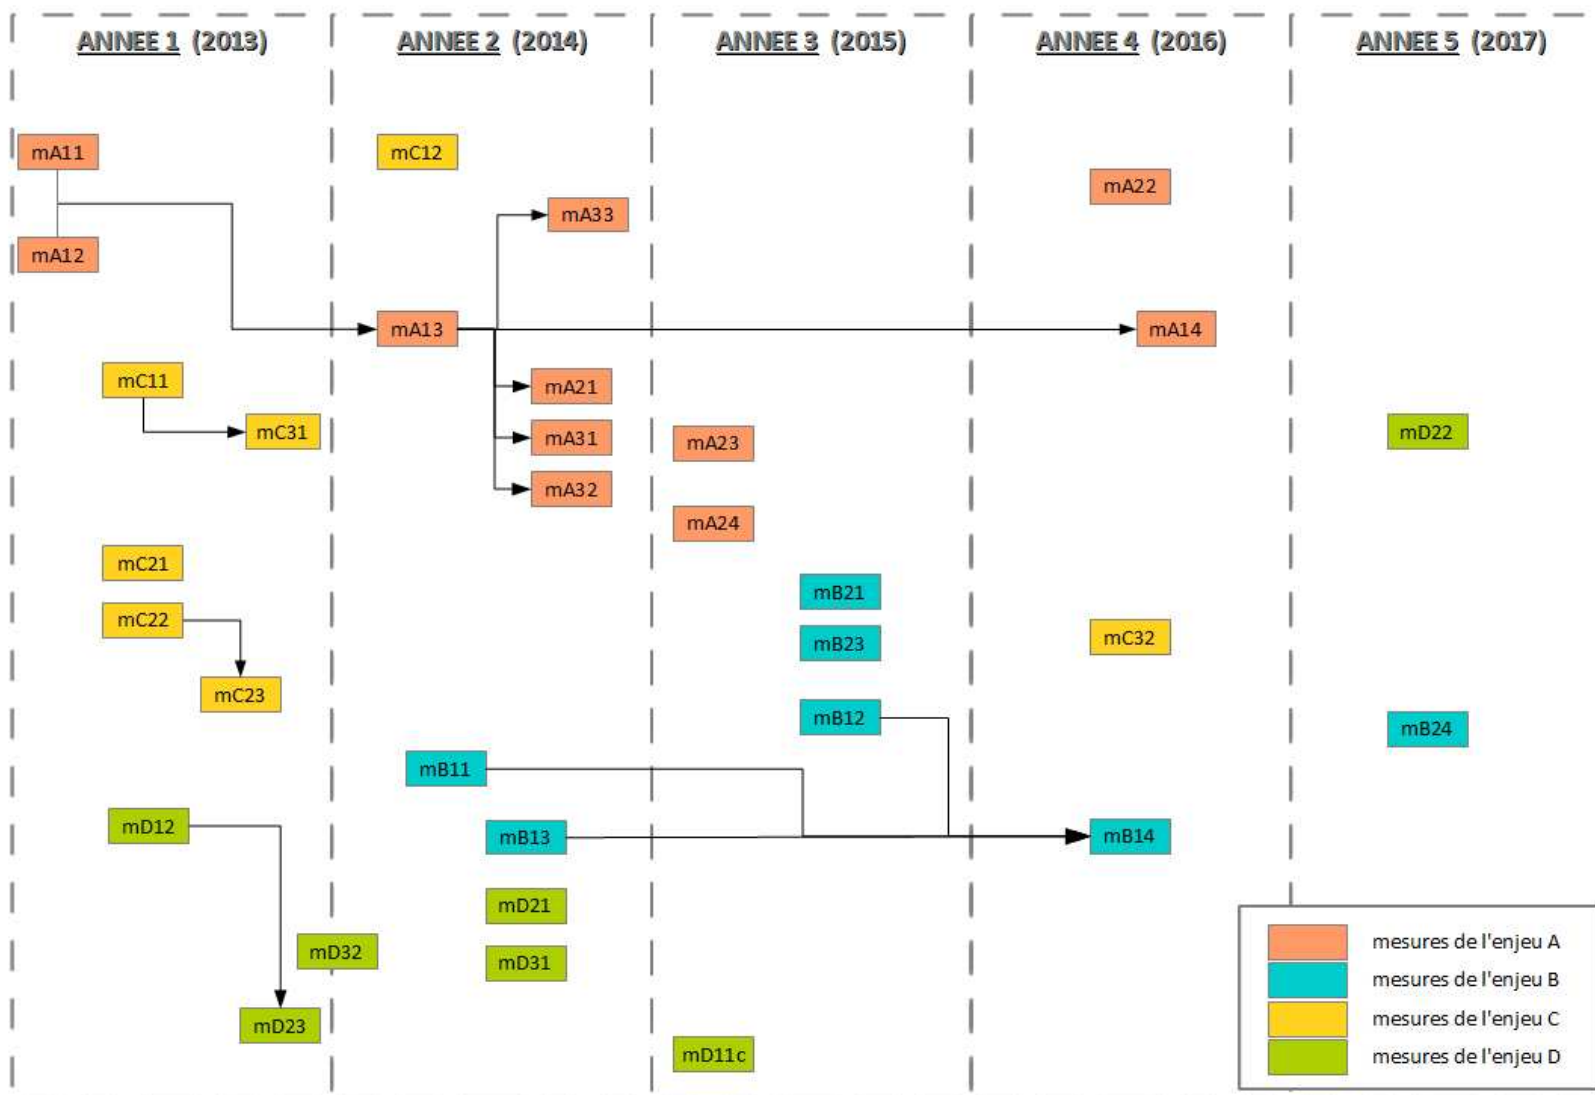 ANNEE 1 (2013)
ANNEE 2 (2014)
ANNEE 3 (2015)
ANNEE 4 (2016)
ANNEE 5 (2017)
mA11
mC12
mA22
mA33
mA12
mA13
mA14
mC11
mA21
mC31
mA31
mA23
mD22
mA32
mA24
mC21
mB21
mC22
mB23
mC32
mC23
mB12
mB24
mB11
mD12
mB13
mB14
mD21
mD32
mD31
mD23
mD11c
mesures de l'enjeu A
mesures de l'enjeu B
mesures de l'enjeu C
mesures de l'enjeu D